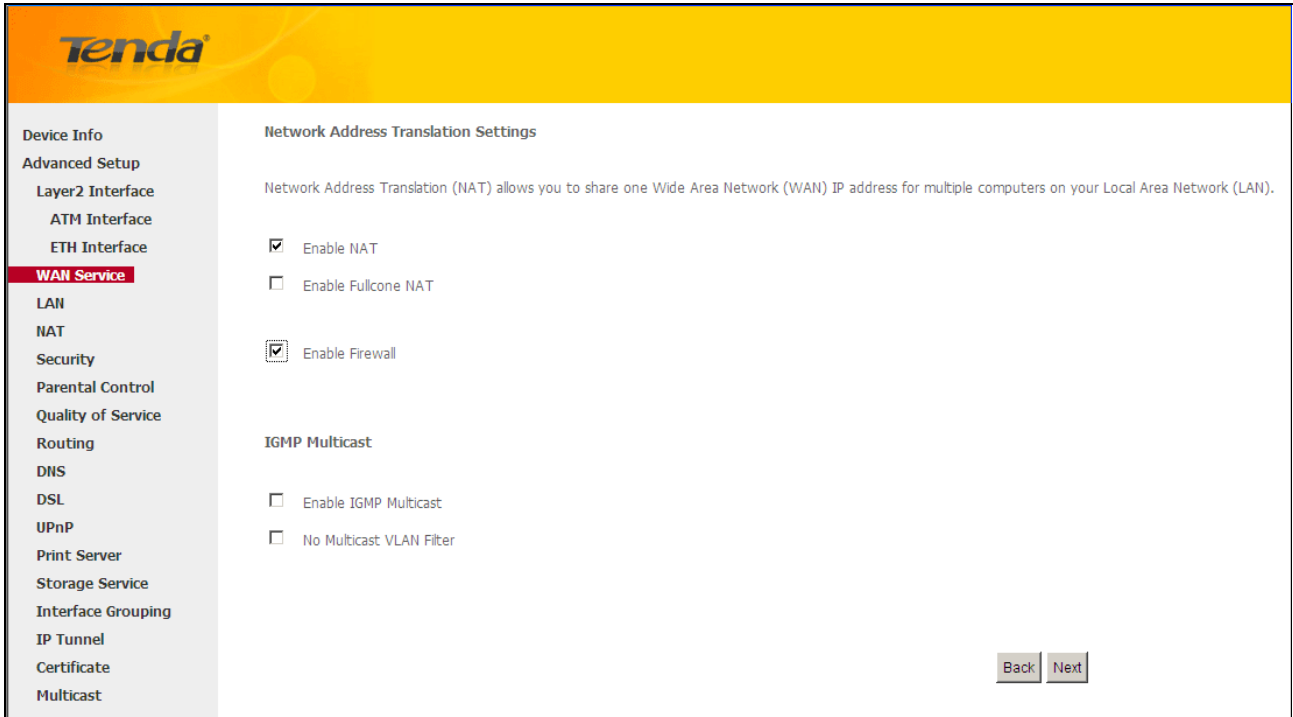 Tenda
Device Info
Advanced Setup
Layer2 Interface
ATM Interface
ETH Interface
WAN Service
LAN
NAT
Security
Parental Control
Quality of Service
Routing
DNS
DSL
UPnP
Print Server
Storage Service
Interface Grouping
IP Tunnel
Certificate
Multicast
Network Address Translation Settings
Network Address Translation (NAT) allows you to share one Wide Area Network (WAN) IP address for multiple computers on your Local Area Network (LAN).
Enable NAT
Enable Fullcone NAT
Enable Firewall
IGMP Multicast
Enable IGMP Multicast
No Multicast VLAN Filter
Back Next